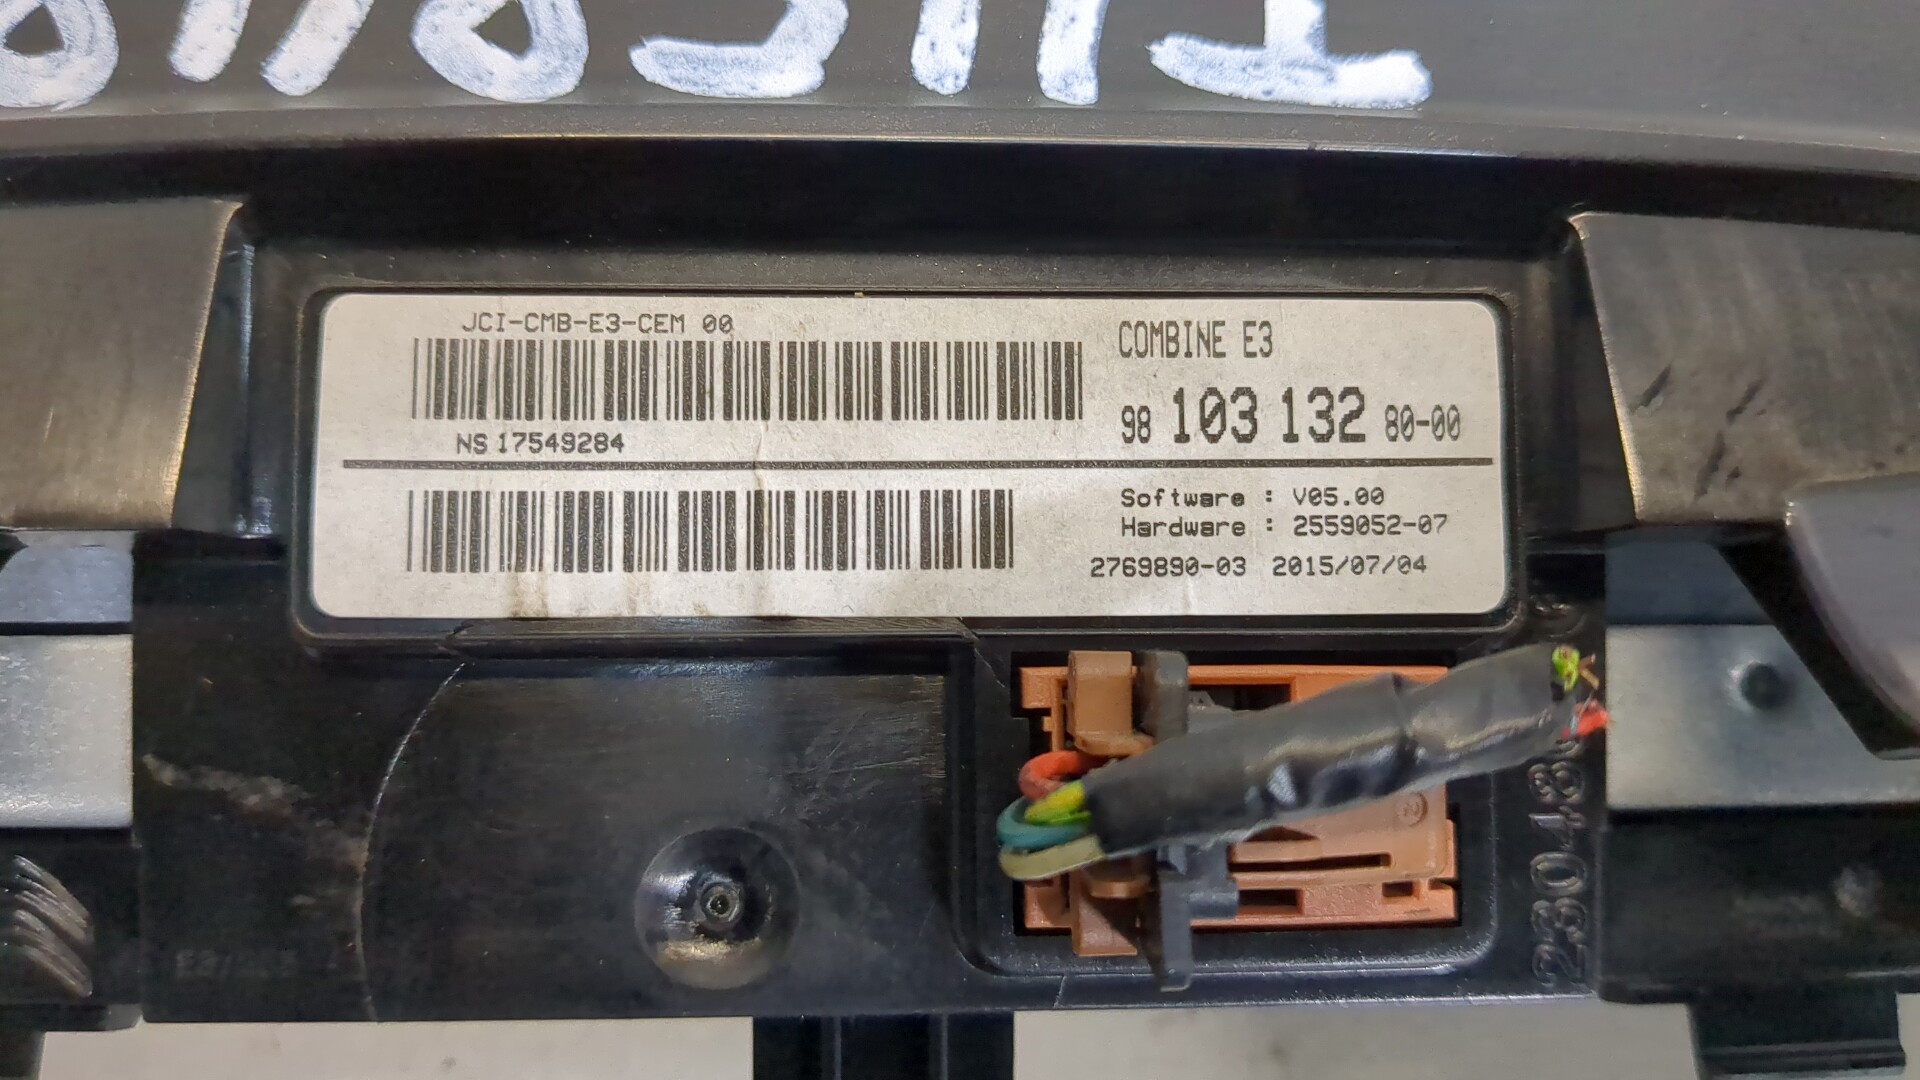 JCI-CMB-E3-CEM 00
NS 17549284
COMBINE E3
98 103 132 80-00
Software : V05.00
Hardware : 2559052-07
2769890-03 2015/07/04